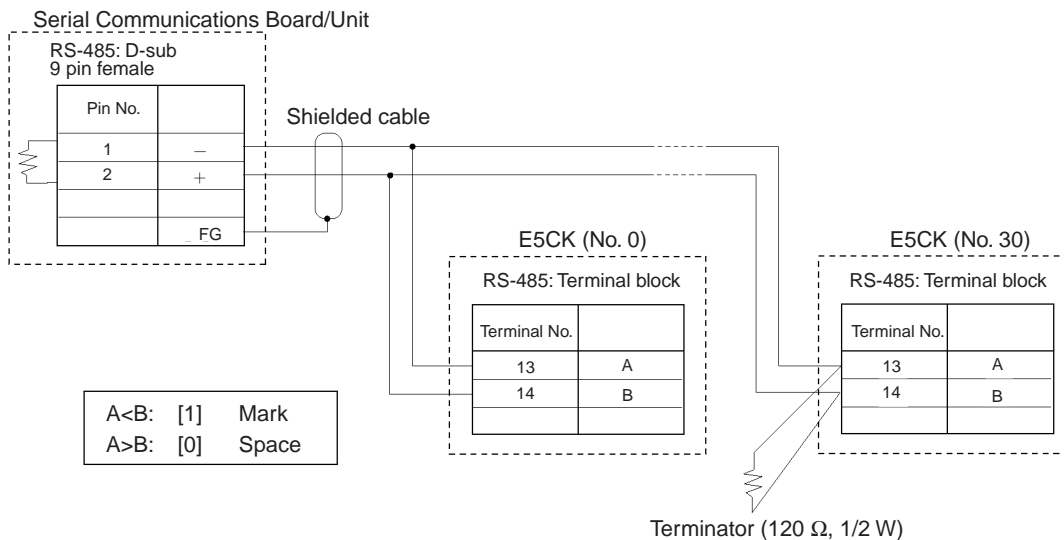 Serial Communications Board/Unit
RS-485: D-sub
9 pin female
Pin No.
1 −
2 +
FG
Shielded cable
E5CK (No. 0)
RS-485: Terminal block
Terminal No.
13 A
14 B
E5CK (No. 30)
RS-485: Terminal block
Terminal No.
13 A
14 B
A<B: [1] Mark
A>B: [0] Space
Terminator (120 Ω, 1/2 W)